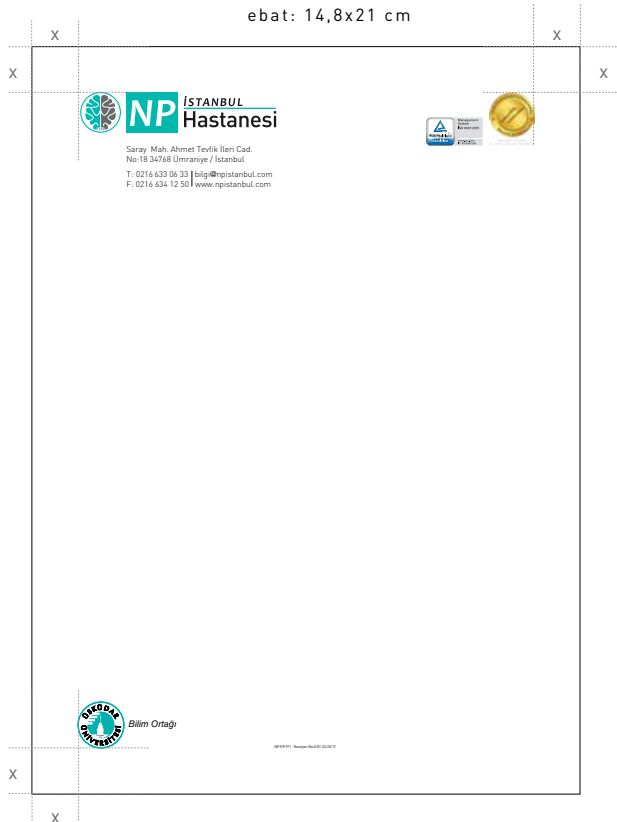 ebat: 14,8x21 cm
X
X
X
X
NP
İSTANBUL
Hastanesi
Management
System
Saray Mah. Ahmet Tevfik İleri Cad.
No:18 34768 Ümraniye / İstanbul
T: 0216 633 06 33 | bilgi@npistanbul.com
F: 0216 634 12 50 | www.npistanbul.com
ÜSKÜDAR
ÜNİVERSİTESİ
Bilim Ortağı
X
X